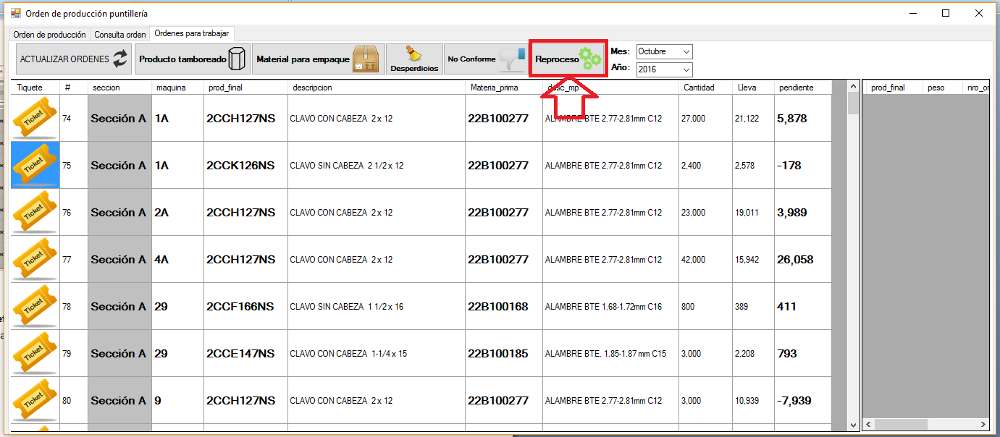 Orden de producción puntillería
Orden de producción Consulta orden Ordenes para trabajar
ACTUALIZAR ORDENES Producto tamboreado Material para empaque Desperdicios No Conforme Reproceso Mes: Octubre
Año: 2016
Tiquete # seccion maquina prod_final descripcion Materia_prima desc_mp Cantidad Lleva pendiente prod_final peso nro_or
Ticket 74 Sección A 1A 2CCH127NS CLAVO CON CABEZA 2 x 12 22B100277 ALAMBRE BTE 2.77-2.81mm C12 27,000 21,122 5,878
Ticket 75 Sección A 1A 2CCK126NS CLAVO SIN CABEZA 2 1/2 x 12 22B100277 ALAMBRE BTE 2.77-2.81mm C12 2,400 2,578 -178
Ticket 76 Sección A 2A 2CCH127NS CLAVO CON CABEZA 2 x 12 22B100277 ALAMBRE BTE 2.77-2.81mm C12 23,000 19,011 3,989
Ticket 77 Sección A 4A 2CCH127NS CLAVO CON CABEZA 2 x 12 22B100277 ALAMBRE BTE 2.77-2.81mm C12 42,000 15,942 26,058
Ticket 78 Sección A 29 2CCF166NS CLAVO SIN CABEZA 1 1/2 x 16 22B100168 ALAMBRE BTE 1.68-1.72mm C16 800 389 411
Ticket 79 Sección A 29 2CCE147NS CLAVO CON CABEZA 1-1/4 x 15 22B100185 ALAMBRE BTE. 1.85-1.87 mm C15 3,000 2,208 793
Ticket 80 Sección A 9 2CCH127NS CLAVO CON CABEZA 2 x 12 22B100277 ALAMBRE BTE 2.77-2.81mm C12 3,000 10,939 -7,939